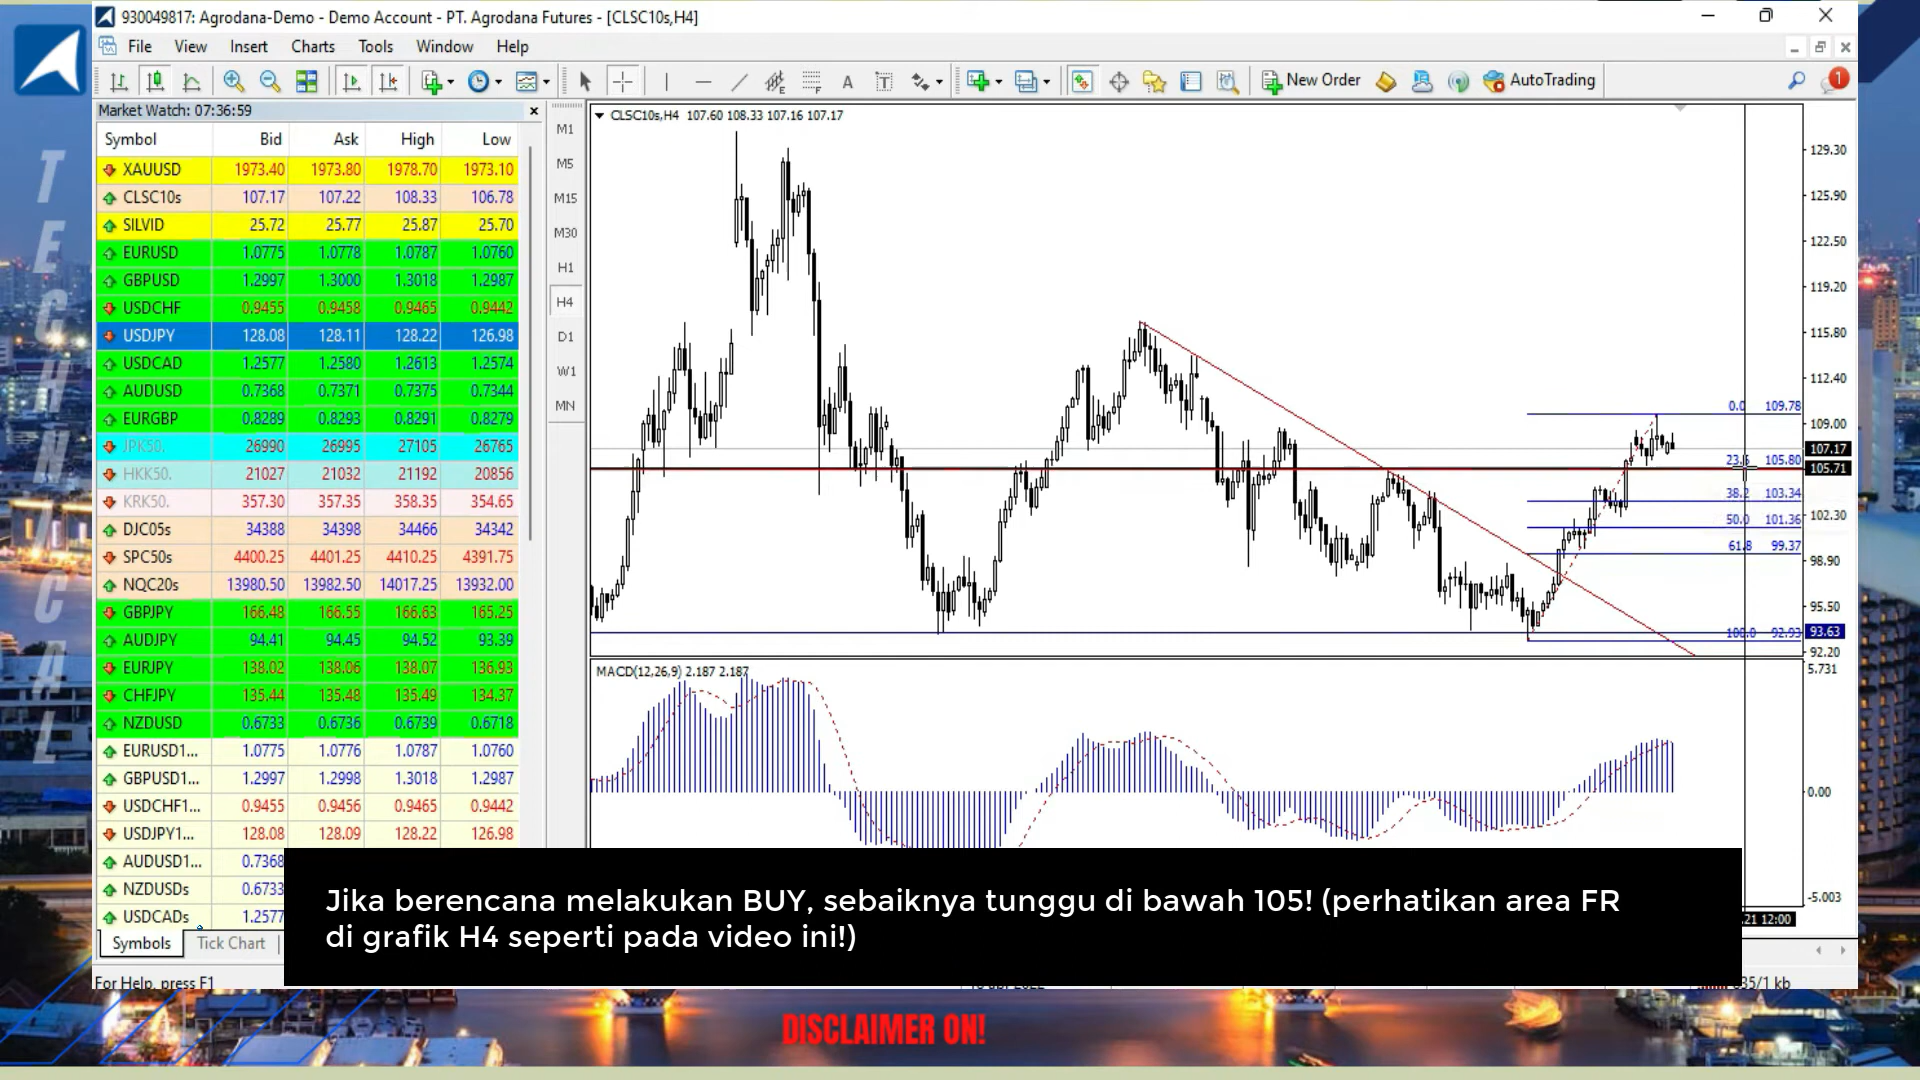 930049817: Agrodana-Demo - Demo Account - PT. Agrodana Futures - [CLSC10s,H4]
File View Insert Charts Tools Window Help
New Order AutoTrading 1
Market Watch: 07:36:59
Symbol Bid Ask High Low
XAUUSD 1973.40 1973.80 1978.70 1973.10
CLSC10s 107.17 107.22 108.33 106.78
SILVID 25.72 25.77 25.87 25.70
EURUSD 1.0775 1.0778 1.0787 1.0760
GBPUSD 1.2997 1.3000 1.3018 1.2987
USDCHF 0.9455 0.9458 0.9465 0.9442
USDJPY 128.08 128.11 128.22 126.98
USDCAD 1.2577 1.2580 1.2613 1.2574
AUDUSD 0.7368 0.7371 0.7375 0.7344
EURGBP 0.8289 0.8293 0.8291 0.8279
JPK50. 26990 26995 27105 26765
HKK50. 21027 21032 21192 20856
KRK50. 357.30 357.35 358.35 354.65
DJC05s 34388 34398 34466 34342
SPC50s 4400.25 4401.25 4410.25 4391.75
NQC20s 13980.50 13982.50 14017.25 13932.00
GBPJPY 166.48 166.55 166.63 165.25
AUDJPY 94.41 94.45 94.52 93.39
EURJPY 138.02 138.06 138.07 136.93
CHFJPY 135.44 135.48 135.49 134.37
NZDUSD 0.6733 0.6736 0.6739 0.6718
EURUSD1... 1.0775 1.0776 1.0787 1.0760
GBPUSD1... 1.2997 1.2998 1.3018 1.2987
USDCHF1... 0.9455 0.9456 0.9465 0.9442
USDJPY1... 128.08 128.09 128.22 126.98
AUDUSD1... 0.7368
NZDUSDs 0.6733
USDCADs 1.2577
Symbols Tick Chart
For Help, press F1
M1
M5
M15
M30
H1
H4
D1
W1
MN
CLSC10s,H4 107.60 108.33 107.16 107.17
129.30
125.90
122.50
119.20
115.80
112.40
0.0 109.78
109.00
107.17
23.6 105.80
105.71
38.2 103.34
50.0 101.36
102.30
61.8 99.37
98.90
95.50
100.0 92.93
93.63
92.20
MACD(12,26,9) 2.187 2.187
5.731
0.00
-5.003
.21 12:00
Jika berencana melakukan BUY, sebaiknya tunggu di bawah 105! (perhatikan area FR
di grafik H4 seperti pada video ini!)
35/1 kb
DISCLAIMER ON!
TECHNICAL